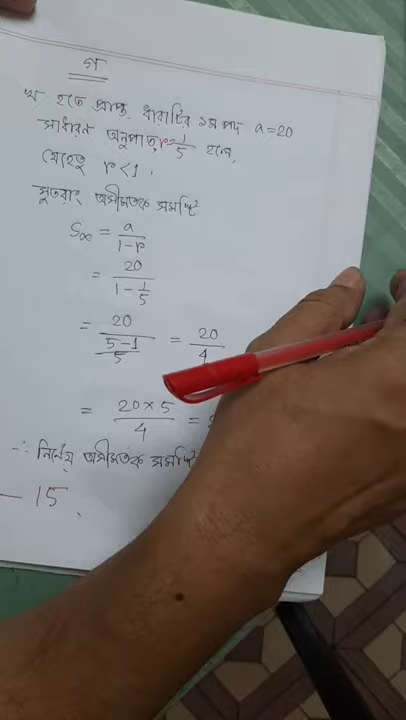 গ
খ হতে প্রাপ্ত, ধারাটির ১ম পদ a = 20
সাধারন অনুপাত, r = 1/5 হলে,
যেহেতু r < 1.
সুতরাং অসীমতক সমষ্টি
S∞ = a/(1-r)
= 20/(1 - 1/5)
= 20/((5-1)/5) = 20/4
= (20×5)/4 =
∴ নির্নেয় অসীমতক সমষ্টি
— 15